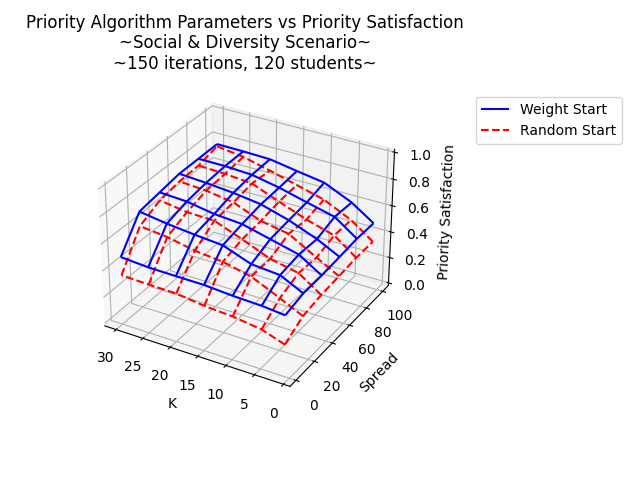 Priority Algorithm Parameters vs Priority Satisfaction
~Social & Diversity Scenario~
~150 iterations, 120 students~
Weight Start
Random Start
1.0
0.8
0.6
0.4
0.2
0.0
Priority Satisfaction
100
80
60
40
20
0
Spread
30
25
20
15
10
5
0
K